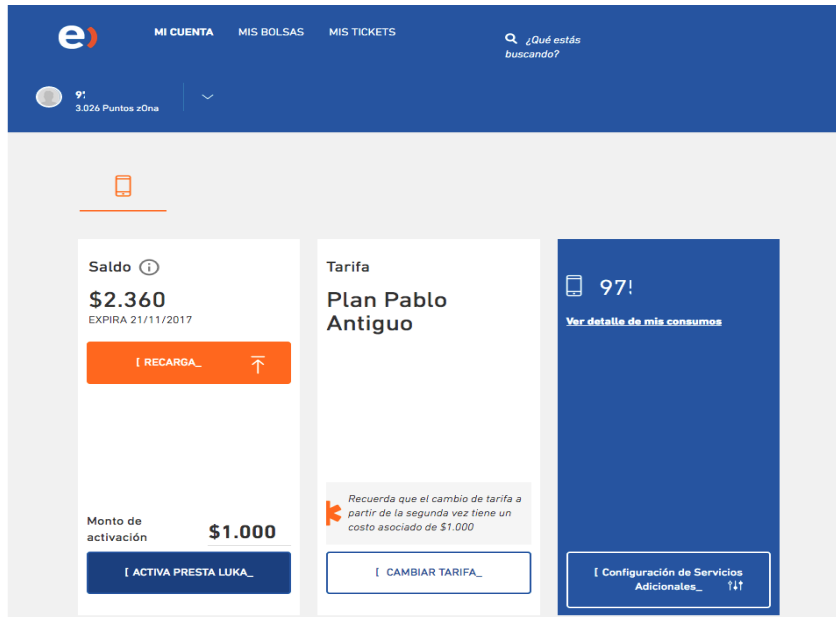 e)
MI CUENTA
MIS BOLSAS
MIS TICKETS
¿Qué estás
buscando?
3.026 Puntos zOna
Saldo
$2.360
EXPIRA 21/11/2017
[ RECARGA_
Monto de
activación
$1.000
[ ACTIVA PRESTA LUKA_
Tarifa
Plan Pablo
Antiguo
Recuerda que el cambio de tarifa a
partir de la segunda vez tiene un
costo asociado de $1.000
[ CAMBIAR TARIFA_
97
Ver detalle de mis consumos
[ Configuración de Servicios
Adicionales_